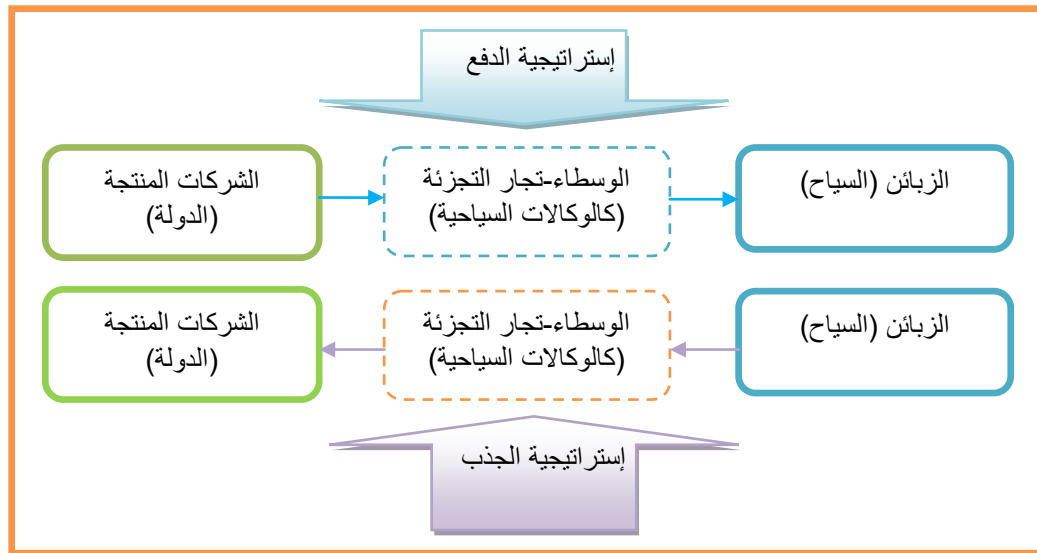 إستراتيجية الدفع
الزبائن (السياح)
الوسطاء-تجار التجزئة
(كالوكالات السياحية)
الشركات المنتجة
(الدولة)
الزبائن (السياح)
الوسطاء-تجار التجزئة
(كالوكالات السياحية)
الشركات المنتجة
(الدولة)
إستراتيجية الجذب